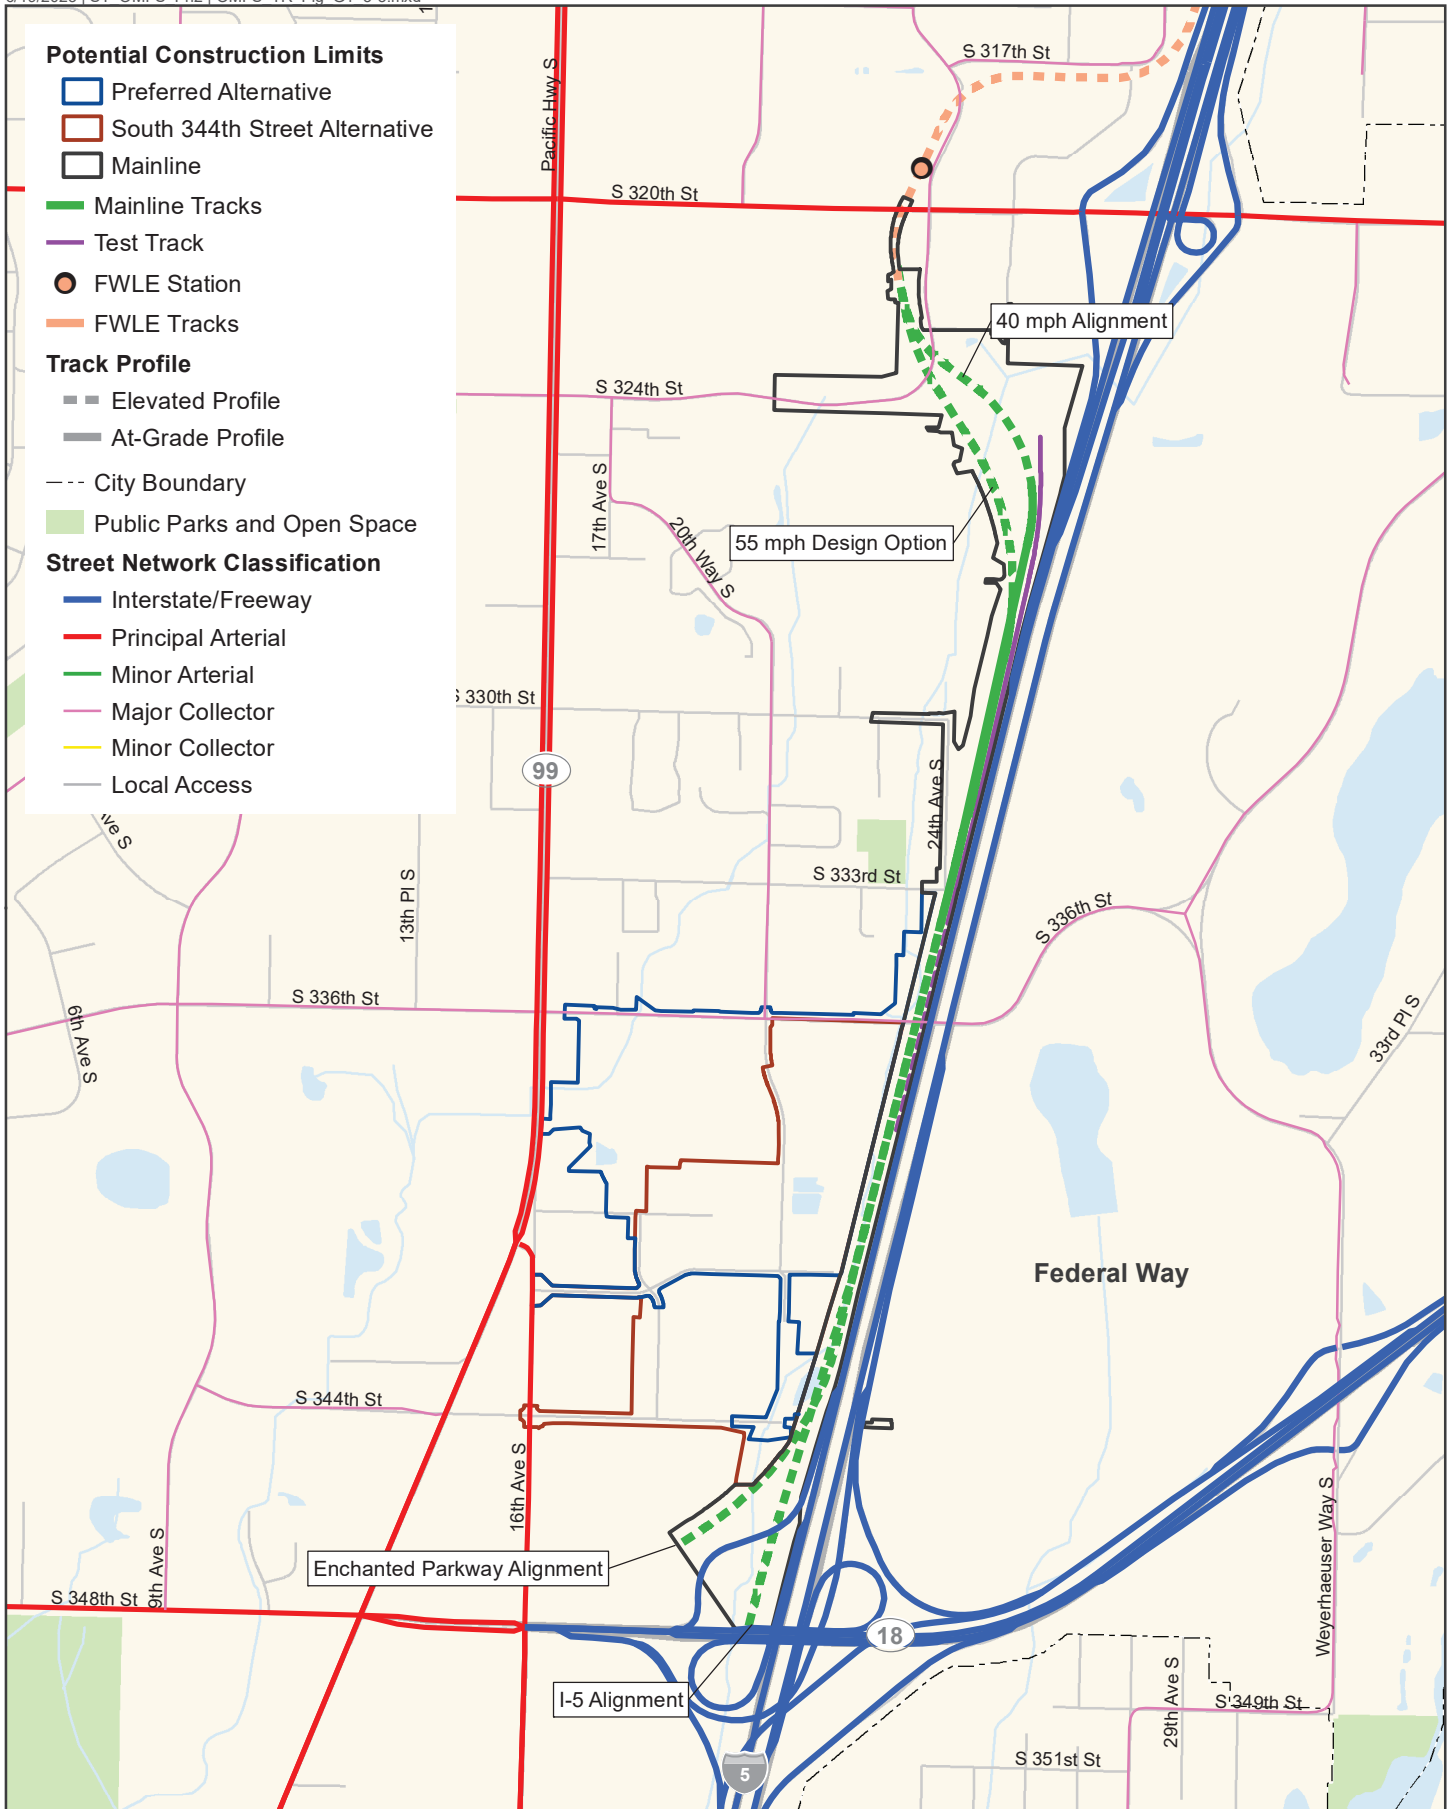 Potential Construction Limits
Preferred Alternative
South 344th Street Alternative
Mainline
Mainline Tracks
Test Track
FWLE Station
FWLE Tracks
Track Profile
Elevated Profile
At-Grade Profile
City Boundary
Public Parks and Open Space
Street Network Classification
Interstate/Freeway
Principal Arterial
Minor Arterial
Major Collector
Minor Collector
Local Access
Pacific Hwy S
S 317th St
S 320th St
40 mph Alignment
S 324th St
17th Ave S
20th Way S
55 mph Design Option
S 330th St
99
24th Ave S
Ave S
13th Pl S
S 333rd St
S 336th St
S 336th St
6th Ave S
33rd Pl S
Federal Way
S 344th St
16th Ave S
9th Ave S
Enchanted Parkway Alignment
S 348th St
18
Weyerhaeuser Way S
I-5 Alignment
29th Ave S
S 349th St
S 351st St
5